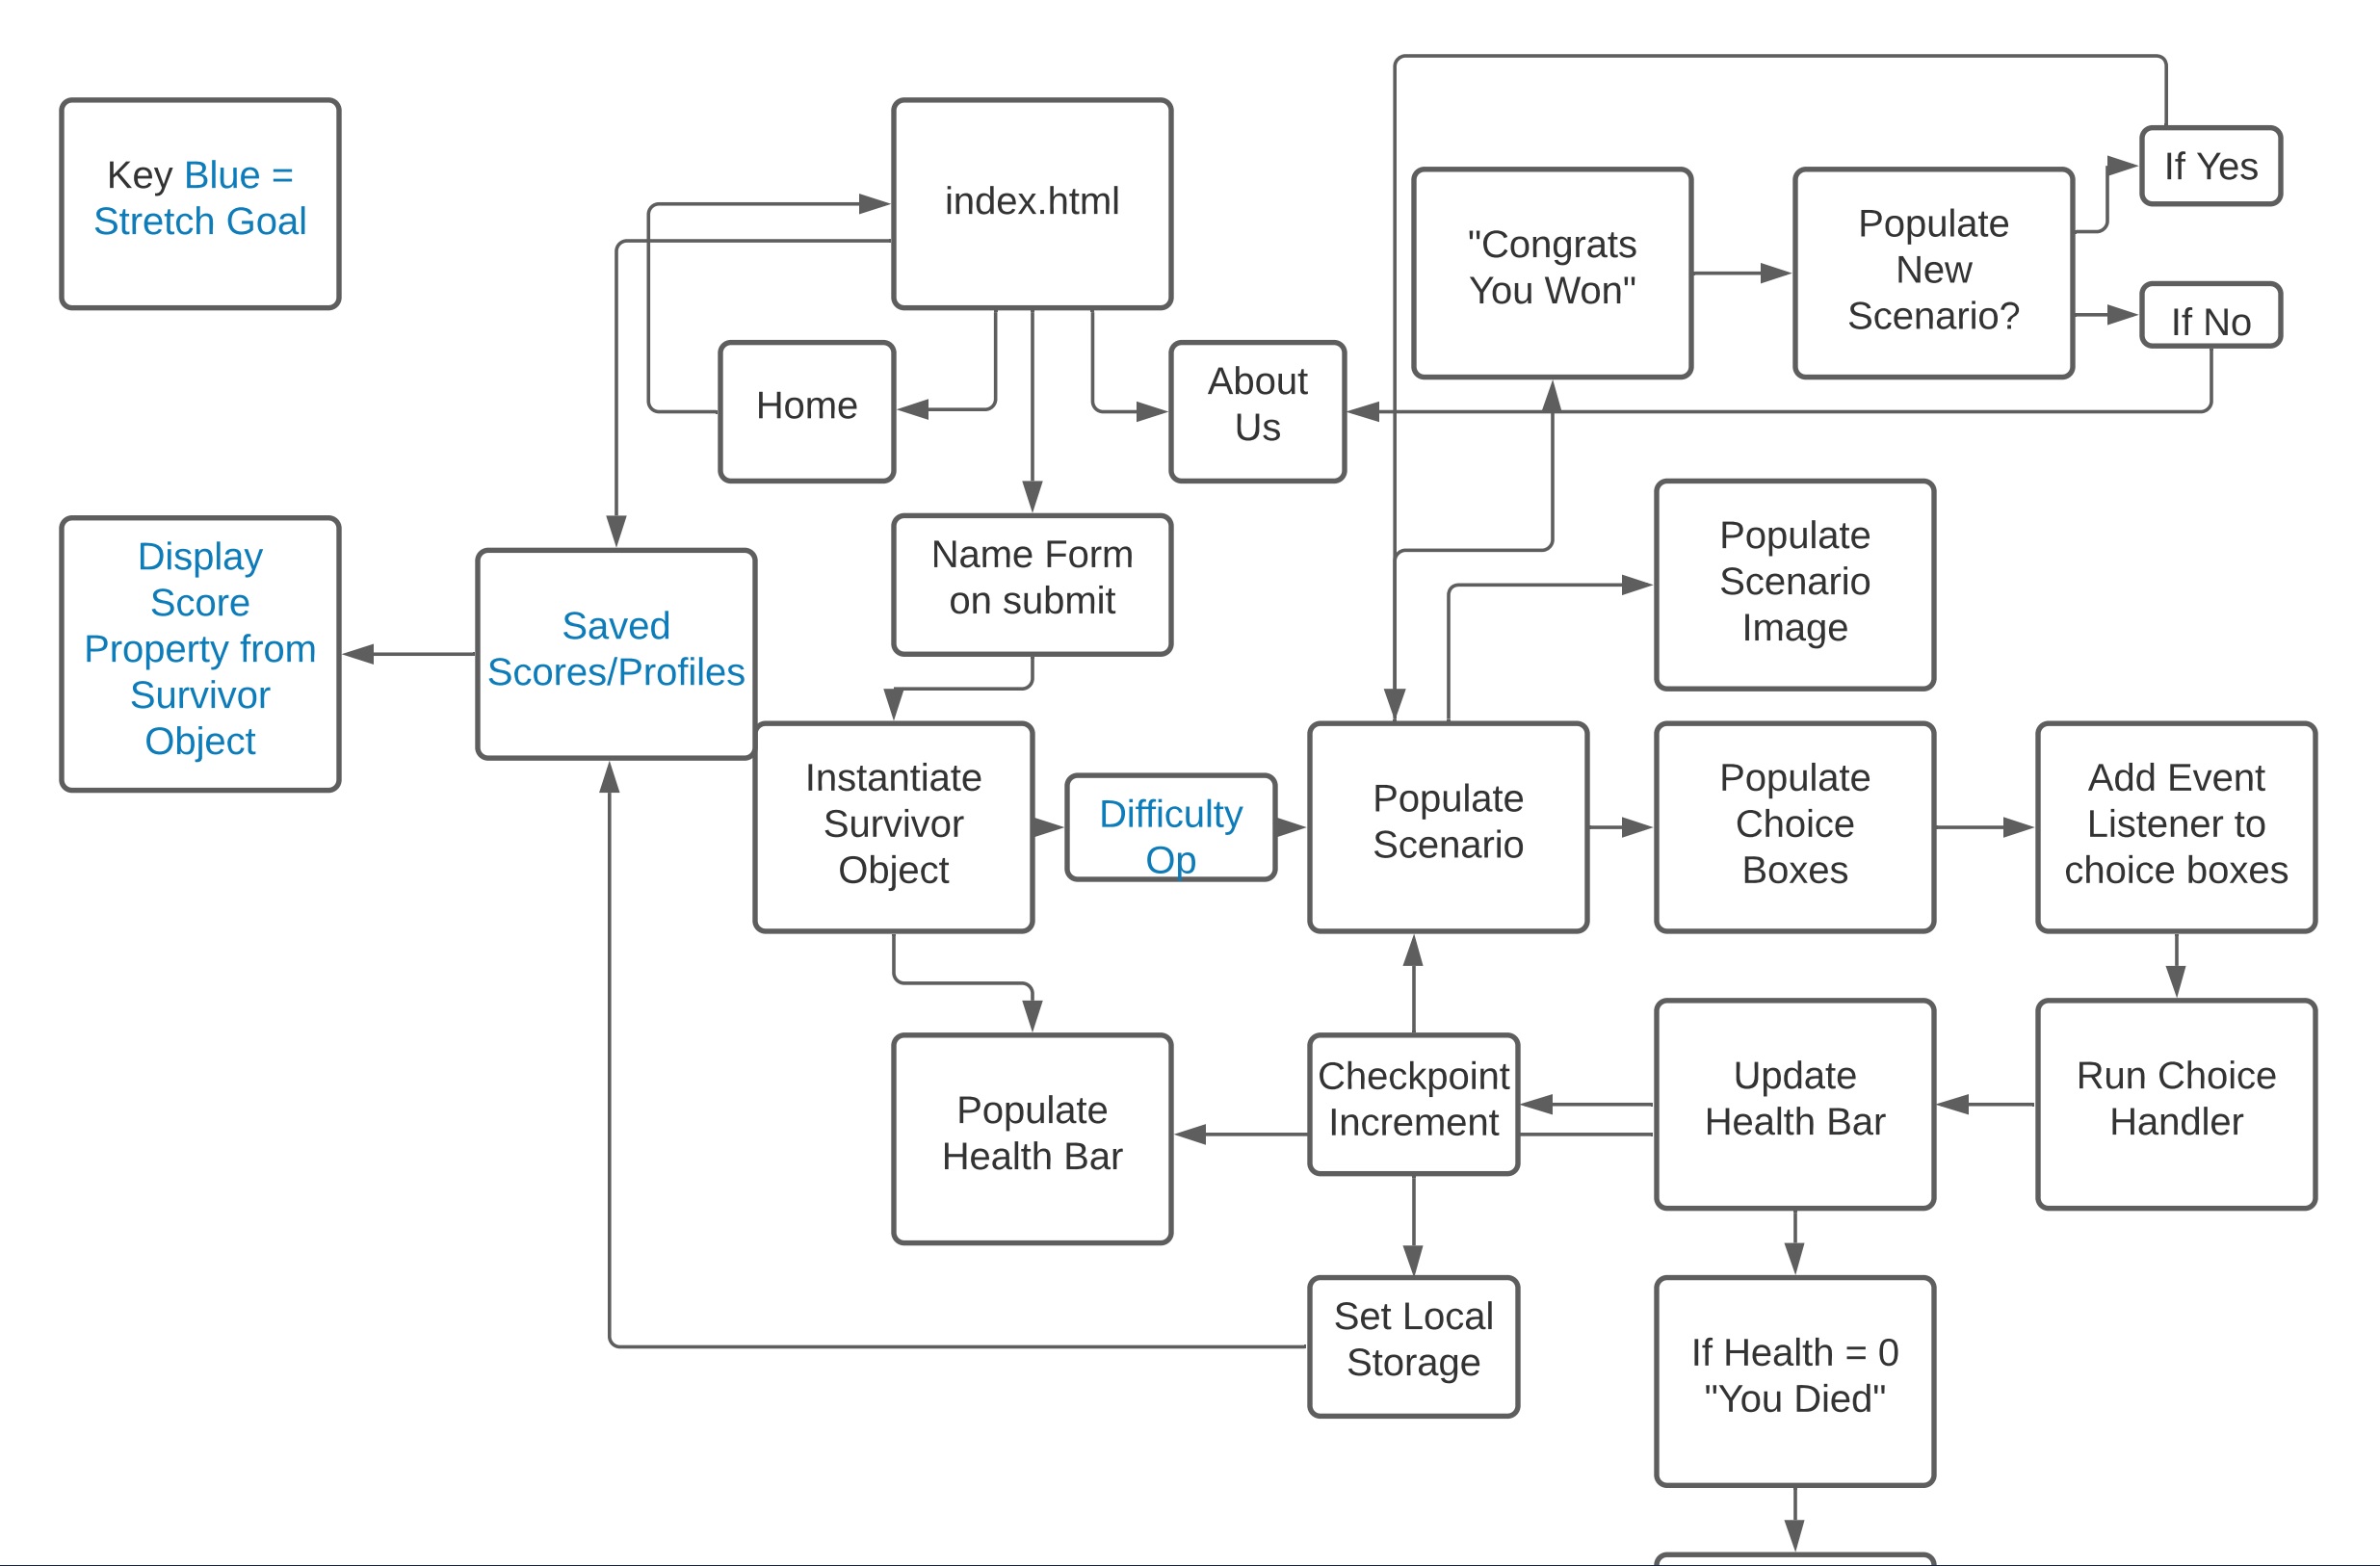 Key Blue =
Stretch Goal
index.html
"Congrats
You Won"
Populate
New
Scenario?
If Yes
If No
Home
About
Us
Display
Score
Property from
Survivor
Object
Saved
Scores/Profiles
Name Form
on submit
Populate
Scenario
Image
Instantiate
Survivor
Object
Difficulty
Op
Populate
Scenario
Populate
Choice
Boxes
Add Event
Listener to
choice boxes
Populate
Health Bar
Checkpoint
Increment
Update
Health Bar
Run Choice
Handler
Set Local
Storage
If Health = 0
"You Died"